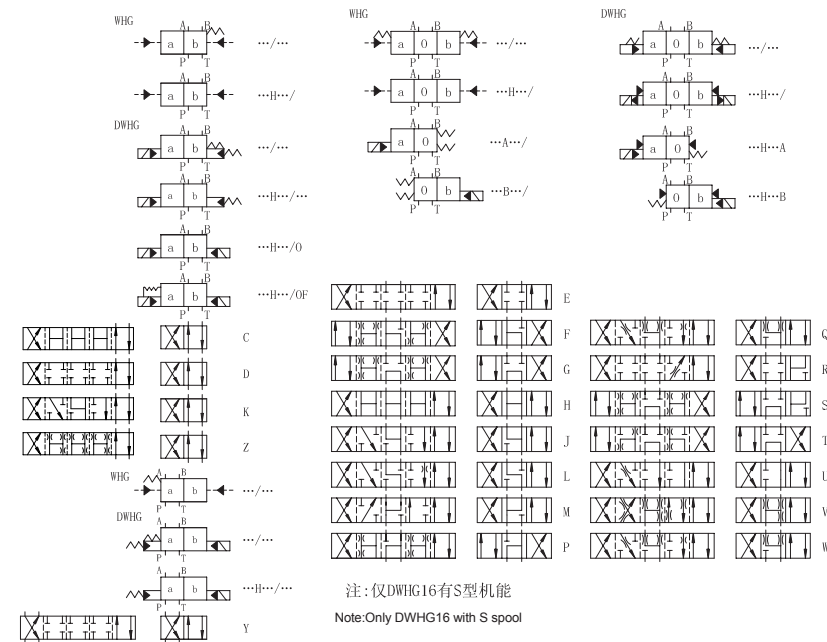 WHG
A B
a b
P T
…/…
A B
a b
P T
…H…/
DWHG
A B
a b
P T
…/…
A B
a b
P T
…H…/…
A B
a b
P T
…H…/O
A B
a b
P T
…H…/OF
C
D
K
Z
WHG
A B
a b
P T
…/…
DWHG
A B
a b
P T
…/…
A B
a b
P T
…H…/…
Y
WHG
A B
a 0 b
P T
…/…
A B
a 0 b
P T
…H…/
A B
a 0
P T
…A…/
A B
0 b
P T
…B…/
DWHG
A B
a 0 b
P T
…/…
A B
a 0 b
P T
…H…/
A B
a 0
P T
…H…A
A B
0 b
P T
…H…B
E
F
G
H
J
L
M
P
Q
R
S
T
U
V
W
注:仅DWHG16有S型机能
Note:Only DWHG16 with S spool